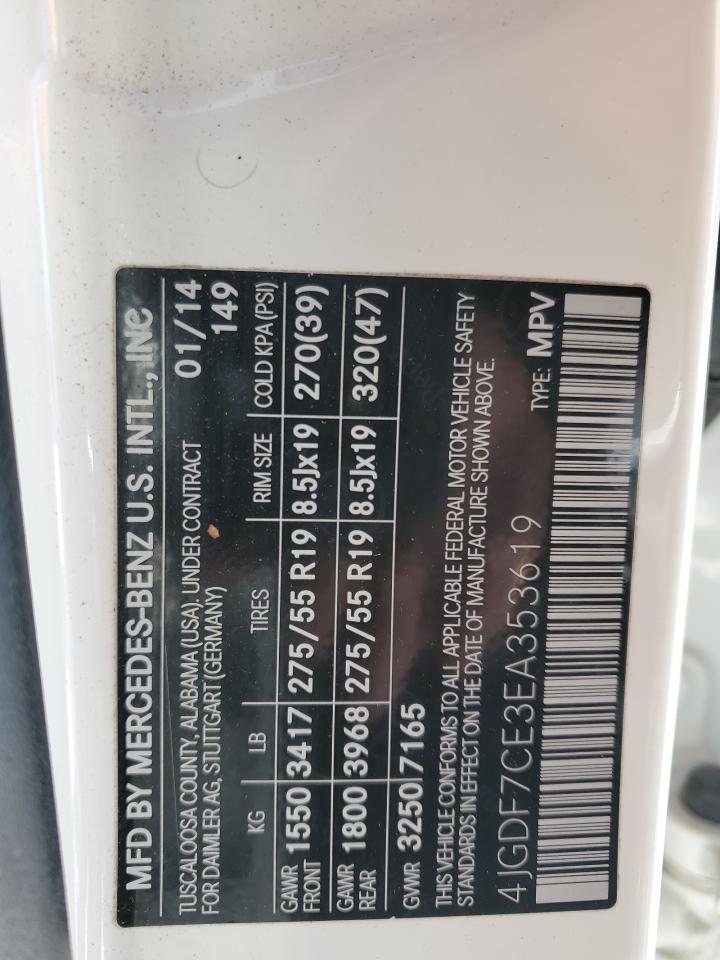 MFD BY MERCEDES-BENZ U.S. INTL., INC
TUSCALOOSA COUNTY, ALABAMA (USA), UNDER CONTRACT 01/14
FOR DAIMLER AG, STUTTGART (GERMANY) 149
KG LB TIRES RIM SIZE COLD KPA (PSI)
GAWR FRONT 1550 3417 275/55 R19 8.5Jx19 270(39)
GAWR REAR 1800 3968 275/55 R19 8.5Jx19 320(47)
GVWR 3250 7165
THIS VEHICLE CONFORMS TO ALL APPLICABLE FEDERAL MOTOR VEHICLE SAFETY
STANDARDS IN EFFECT ON THE DATE OF MANUFACTURE SHOWN ABOVE.
4JGDF7CE3EA353619 TYPE: MPV